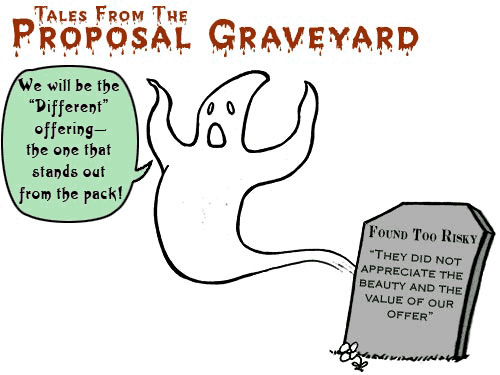 Tales From The
Proposal Graveyard
We will be the
"Different"
offering—
the one that
stands out
from the pack!
Found Too Risky
"They did not
appreciate the
beauty and the
value of our
offer"